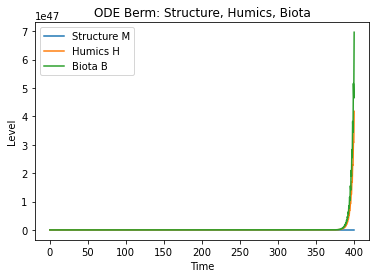 ODE Berm: Structure, Humics, Biota
1e47
Structure M
Humics H
Biota B
Level
7
6
5
4
3
2
1
0
0 50 100 150 200 250 300 350 400
Time